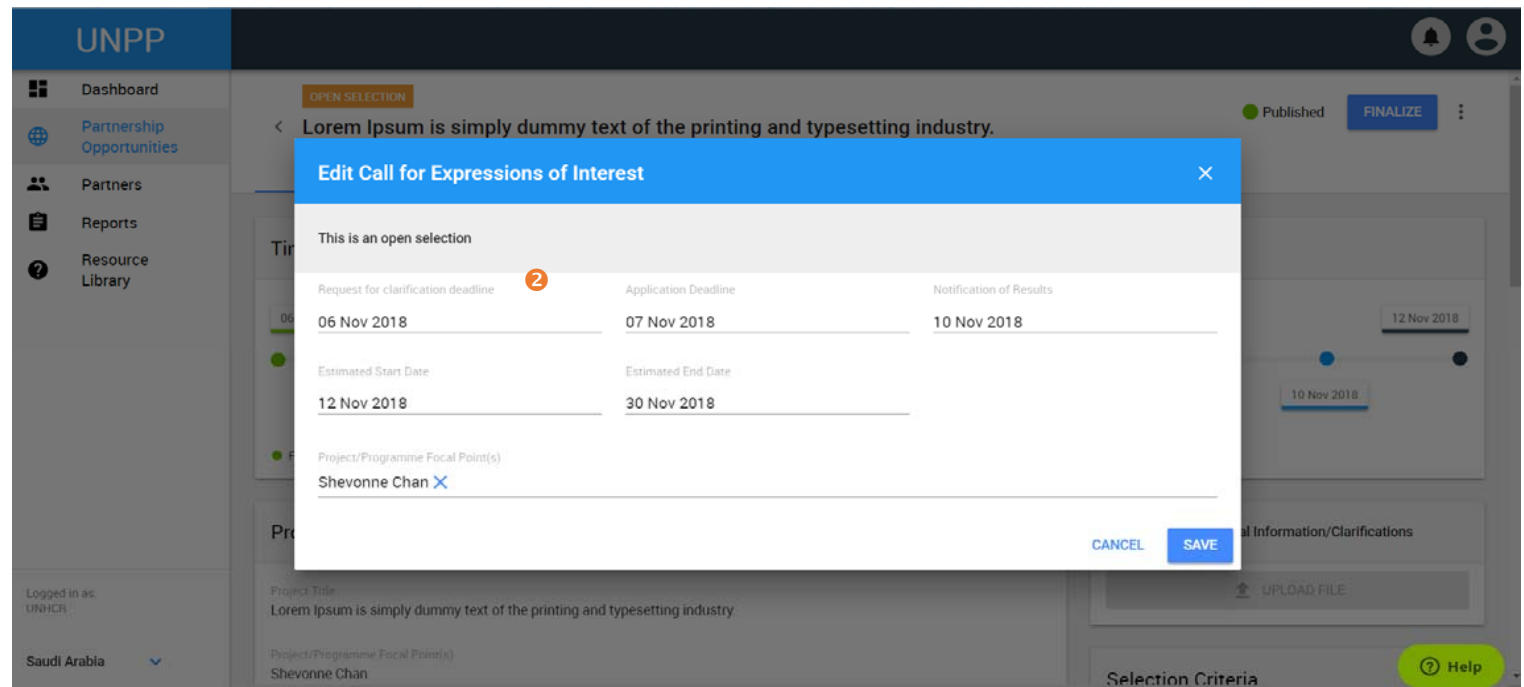 UNPP
Dashboard
Partnership
Opportunities
Partners
Reports
Resource
Library
Logged in as:
UNHCR
Saudi Arabia
OPEN SELECTION
Lorem Ipsum is simply dummy text of the printing and typesetting industry.
Published
FINALIZE
Edit Call for Expressions of Interest
This is an open selection
2
Request for clarification deadline
Application Deadline
Notification of Results
06 Nov 2018
07 Nov 2018
10 Nov 2018
Estimated Start Date
Estimated End Date
12 Nov 2018
30 Nov 2018
Project/Programme Focal Point(s)
Shevonne Chan
CANCEL
SAVE
Tir
06
12 Nov 2018
10 Nov 2018
Pro
al Information/Clarifications
UPLOAD FILE
Project Title
Lorem Ipsum is simply dummy text of the printing and typesetting industry.
Project/Programme Focal Point(s)
Shevonne Chan
Selection Criteria
Help